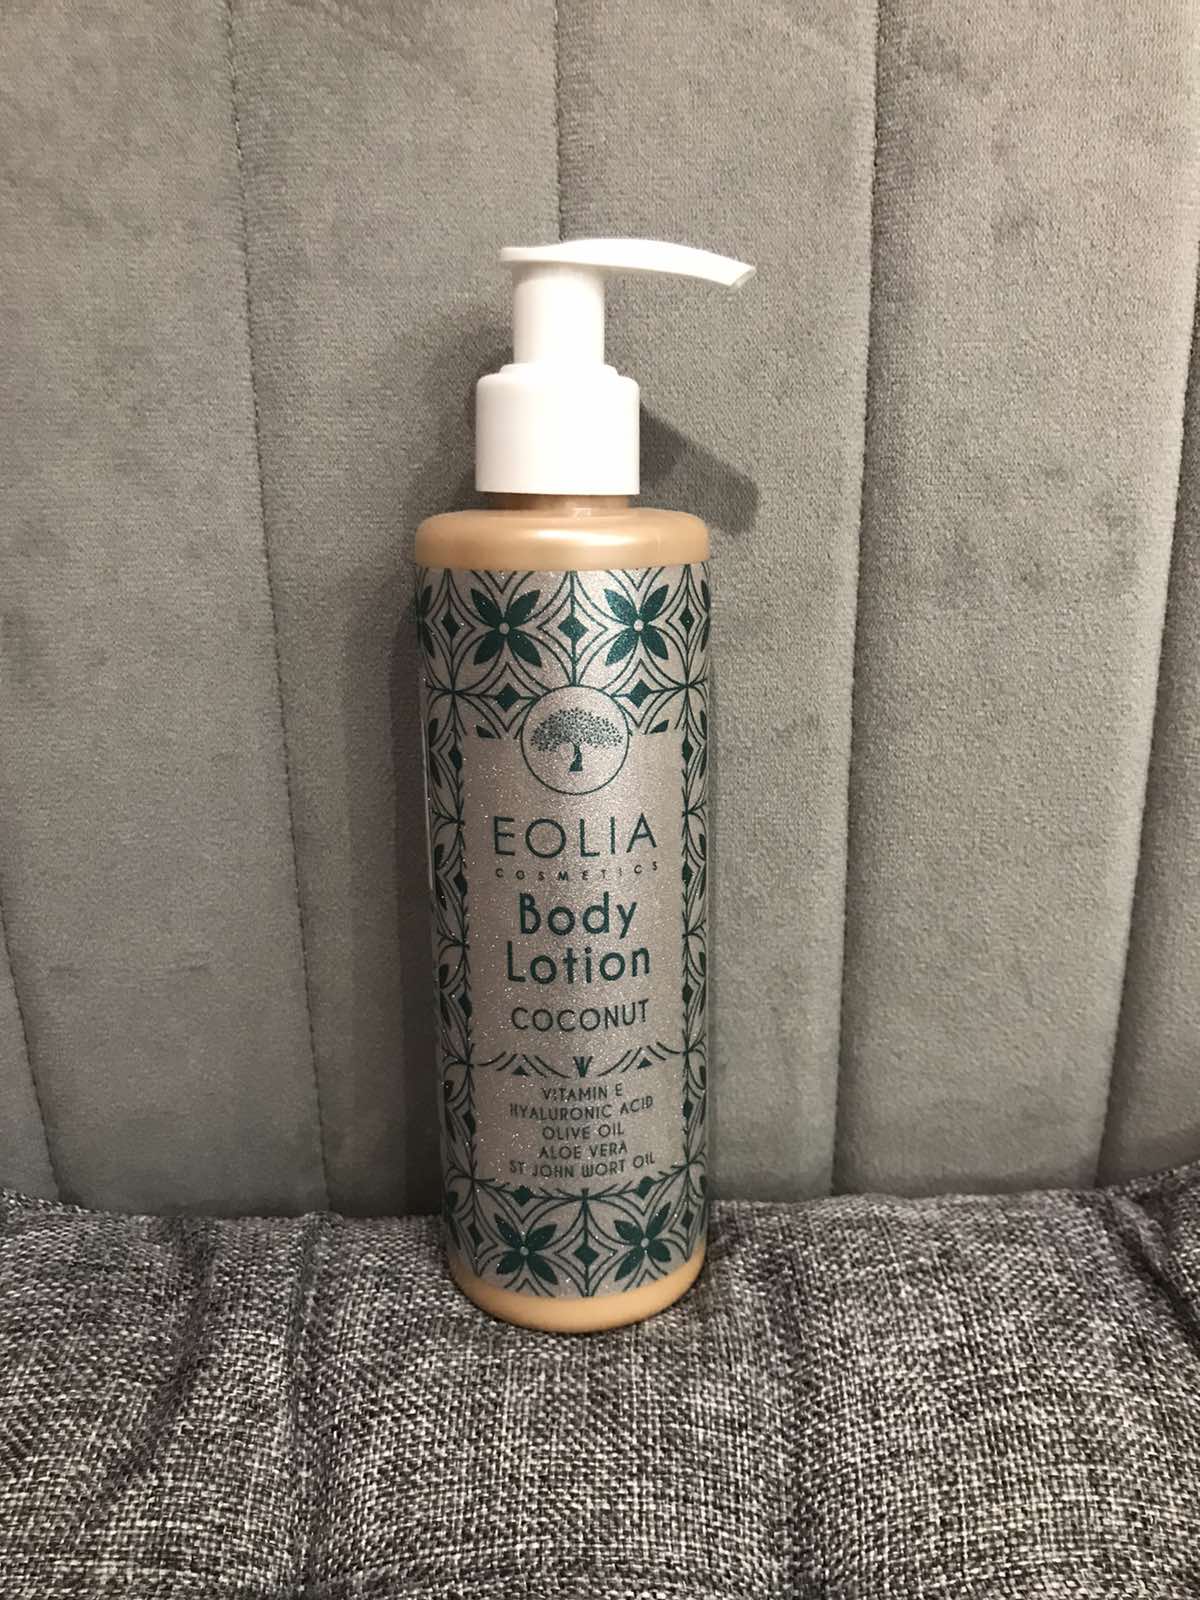 EOLIA
COSMETICS
Body
Lotion
COCONUT
VITAMIN E
HYALURONIC ACID
OLIVE OIL
ALOE VERA
ST JOHN WORT OIL